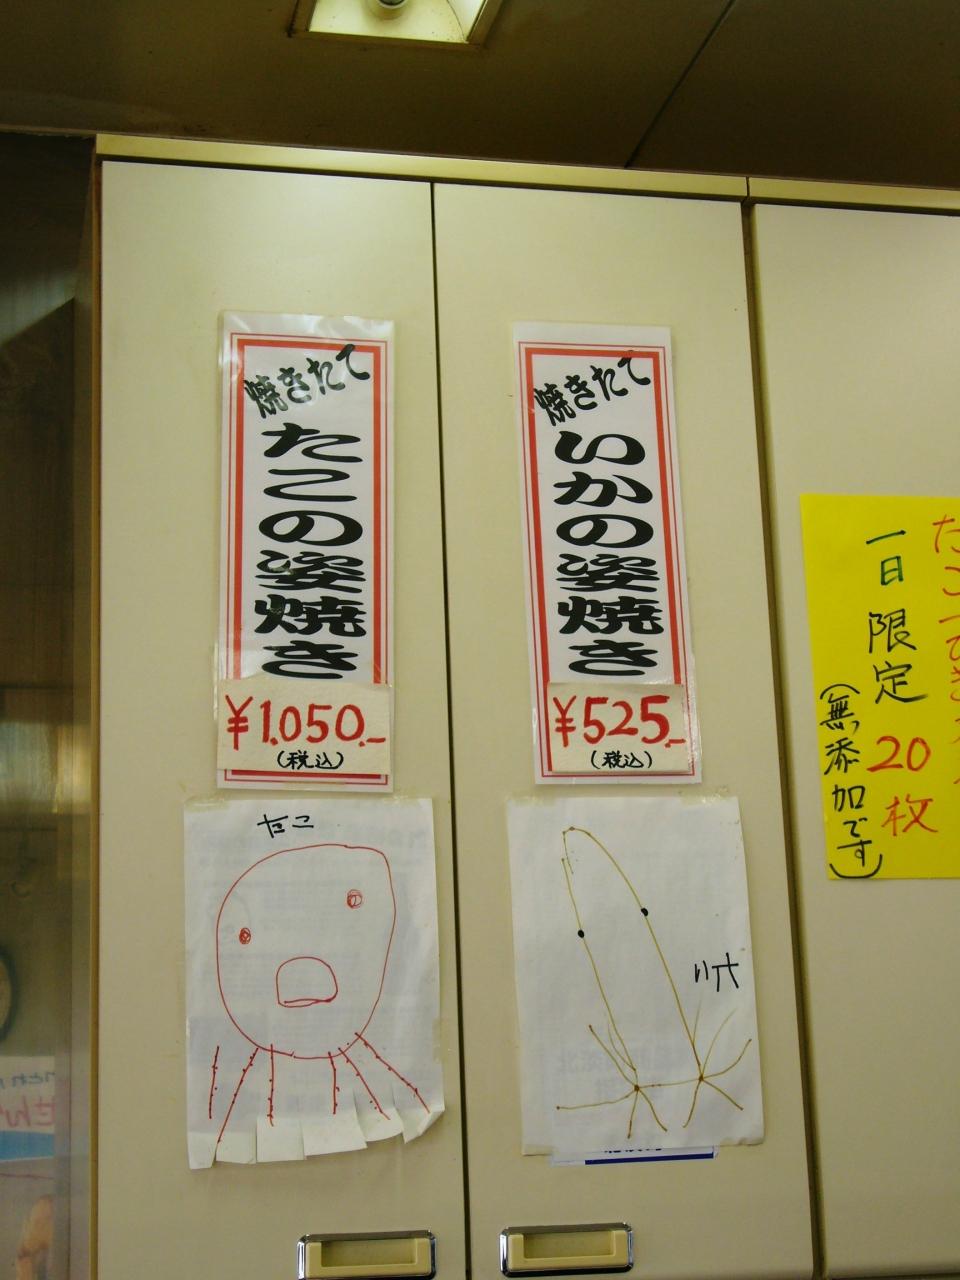 焼きたて
たこの姿焼き
¥1.050.-
(税込)
たこ
焼きたて
いかの姿焼き
¥525.-
(税込)
いか
一日限定20枚
(無添加です)